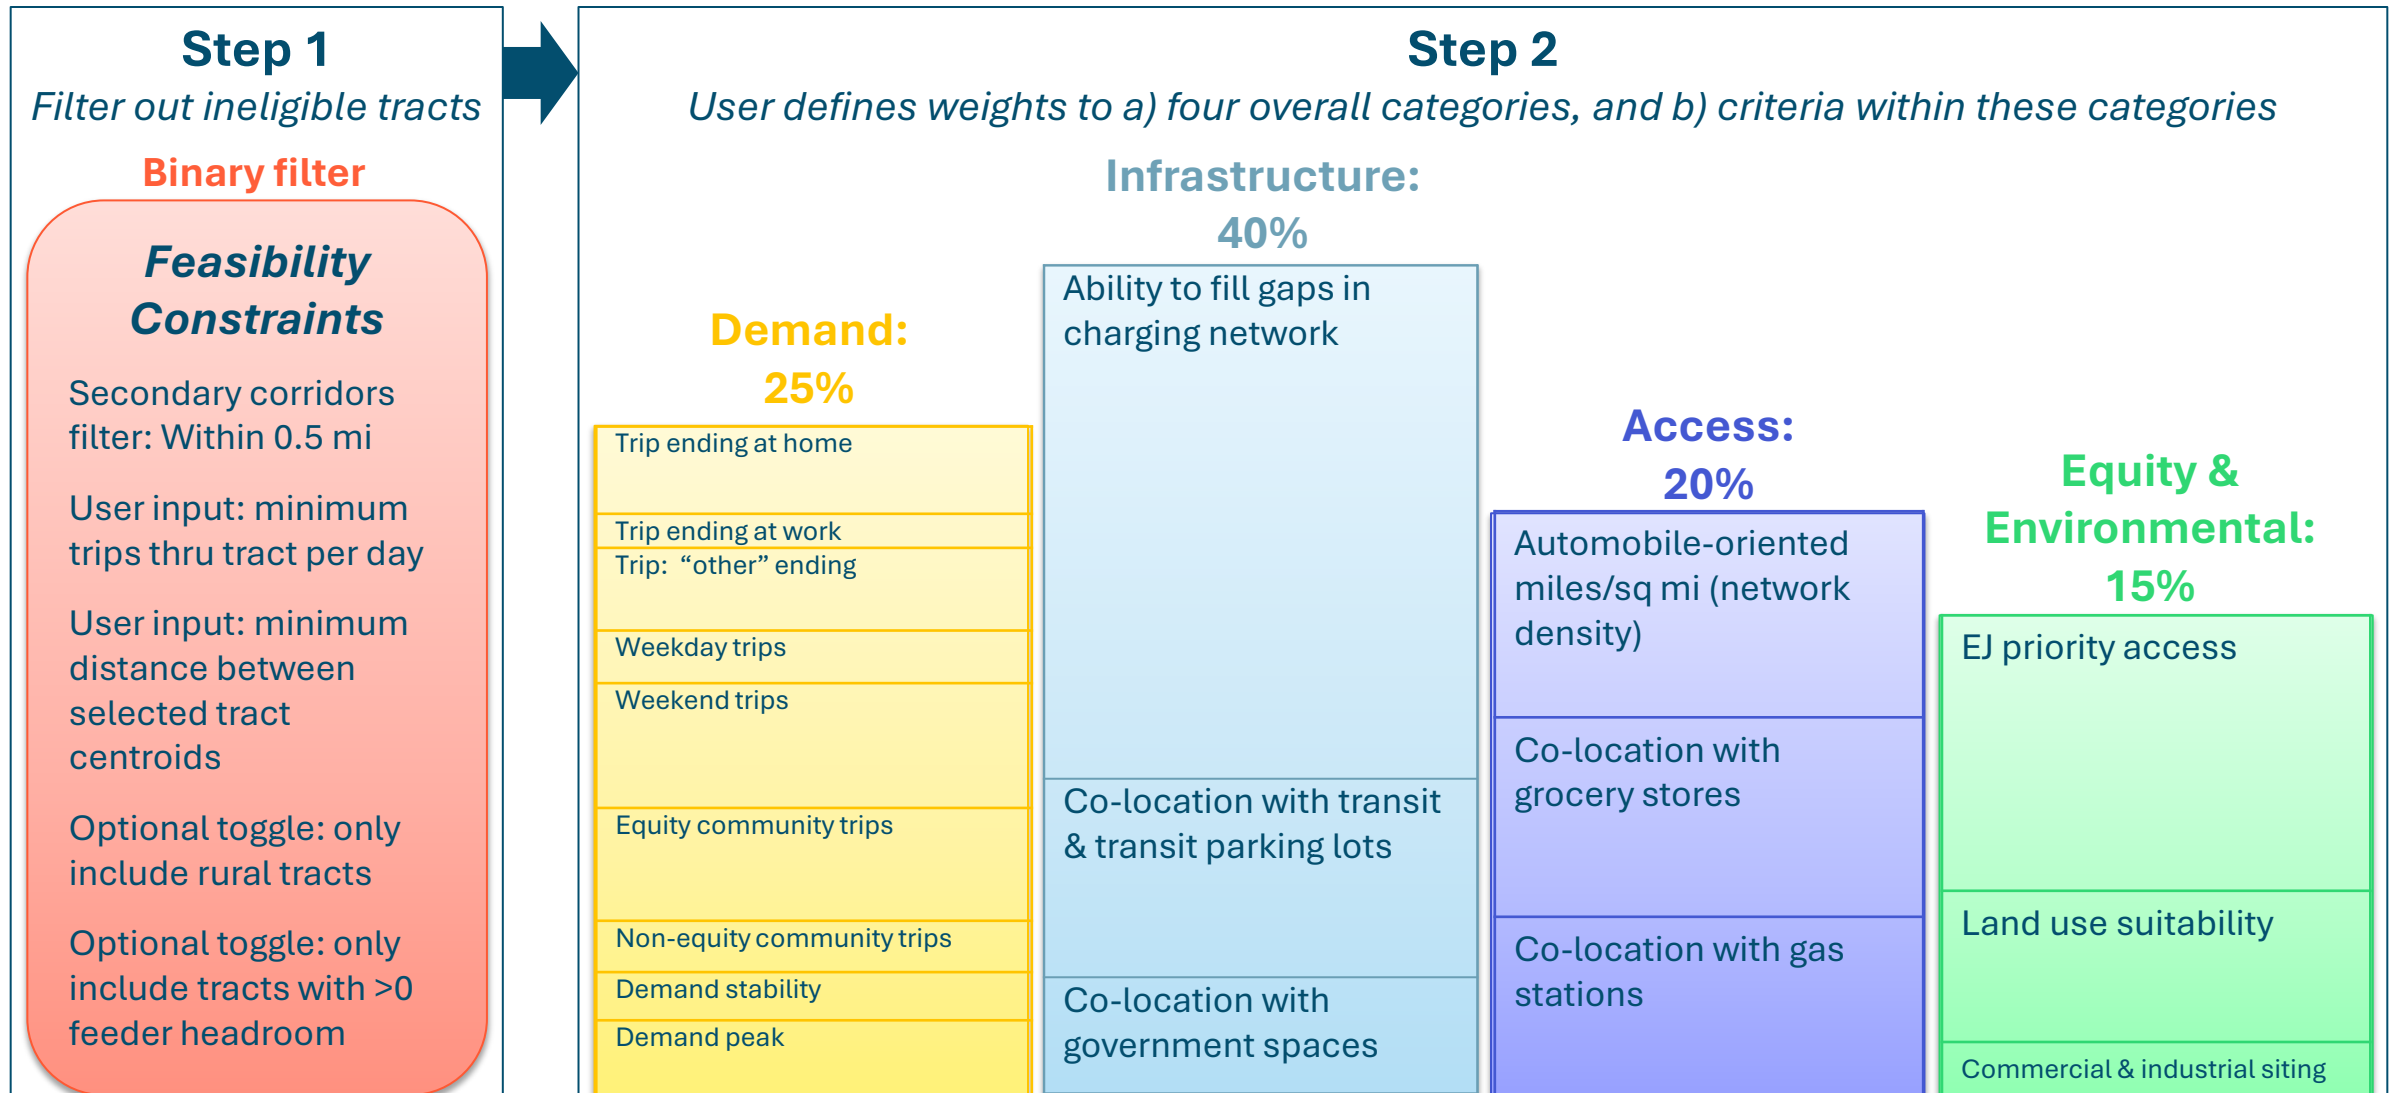 Step 1
Filter out ineligible tracts
Binary filter
Feasibility
Constraints
Secondary corridors
filter: Within 0.5 mi
User input: minimum
trips thru tract per day
User input: minimum
distance between
selected tract
centroids
Optional toggle: only
include rural tracts
Optional toggle: only
include tracts with >0
feeder headroom
Step 2
User defines weights to a) four overall categories, and b) criteria within these categories
Demand:
25%
Trip ending at home
Trip ending at work
Trip:  “other” ending
Weekday trips
Weekend trips
Equity community trips
Non-equity community trips
Demand stability
Demand peak
Infrastructure:
40%
Ability to fill gaps in
charging network
Co-location with transit
& transit parking lots
Co-location with
government spaces
Access:
20%
Automobile-oriented
miles/sq mi (network
density)
Co-location with
grocery stores
Co-location with gas
stations
Equity &
Environmental:
15%
EJ priority access
Land use suitability
Commercial & industrial siting